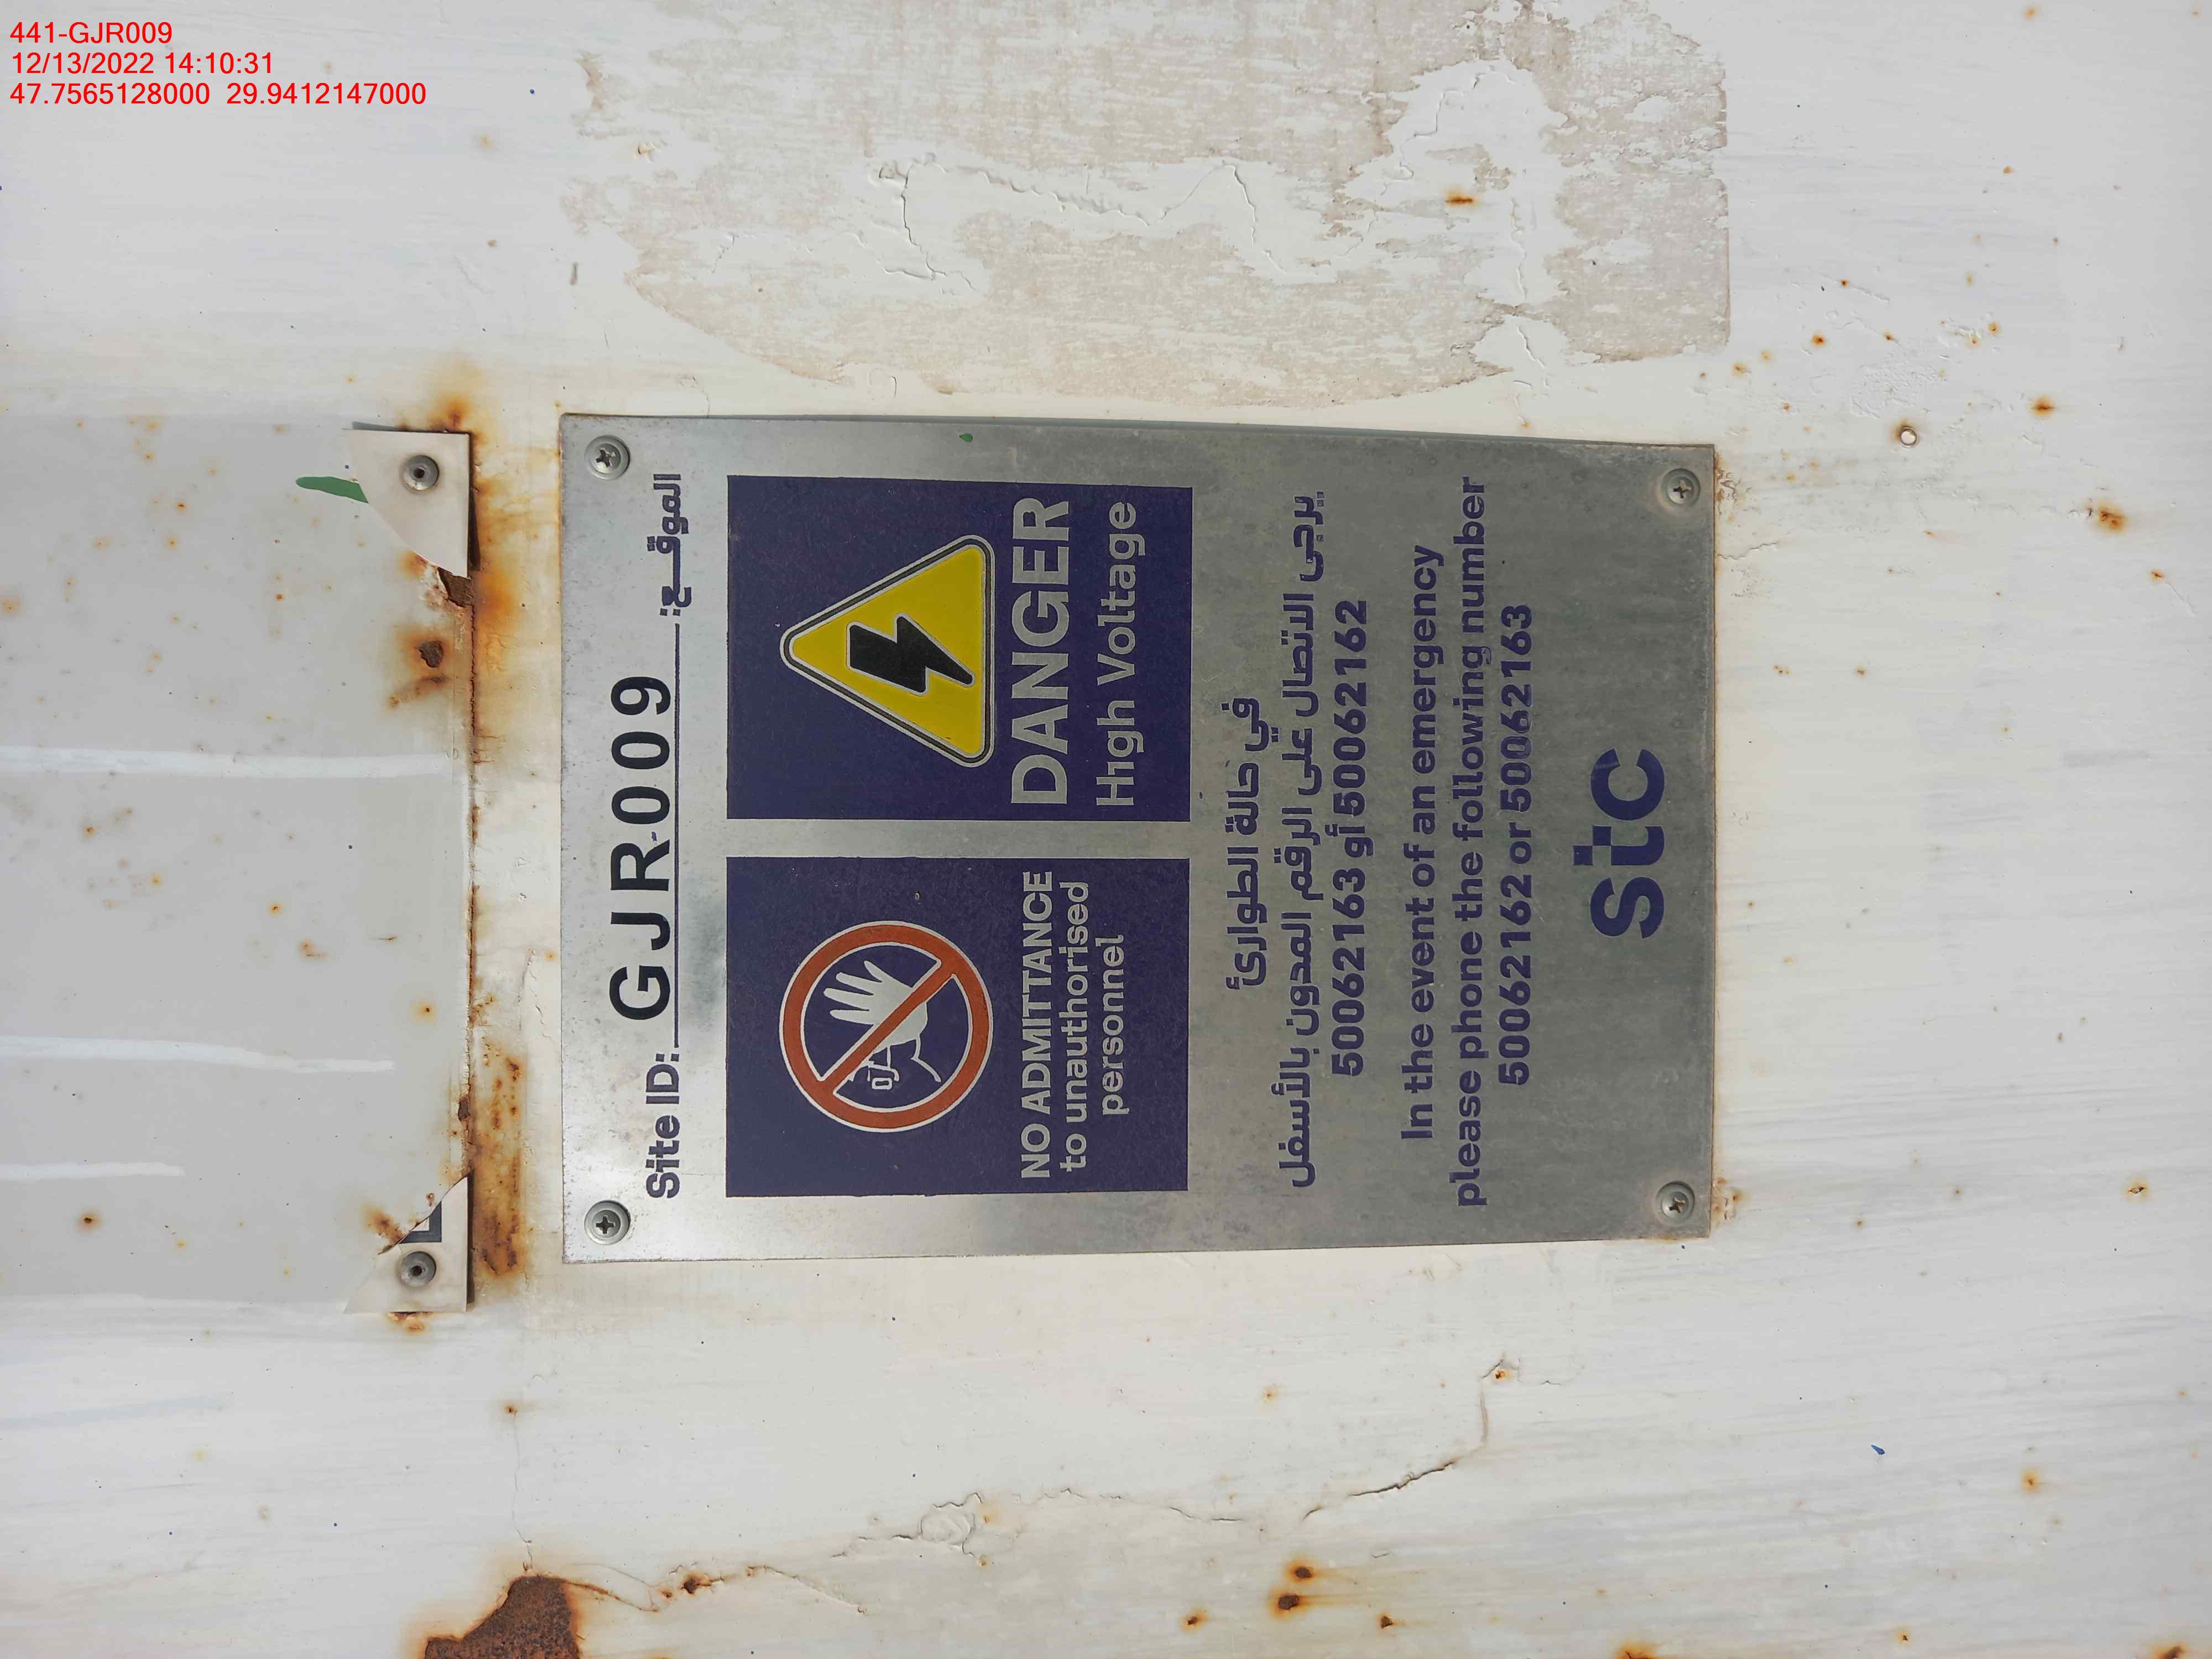 441-GJR009
12/13/2022 14:10:31
47.7565128000 29.9412147000
Site ID: GJR009 الموقــع:
NO ADMITTANCE
to unauthorised
personnel
DANGER
High Voltage
في حالة الطوارئ
يرجى الاتصال على الرقم المدون بالأسفل
50062162 أو 50062163
In the event of an emergency
please phone the following number
50062162 or 50062163
stc